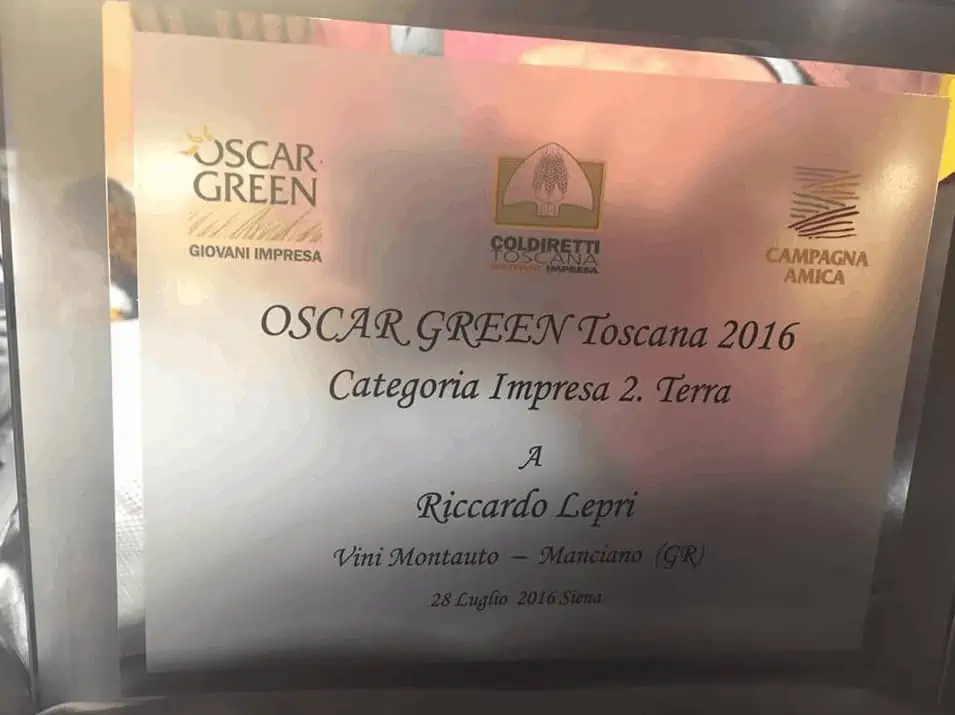 OSCAR
GREEN
GIOVANI IMPRESA
COLDIRETTI
TOSCANA
IMPRESA
CAMPAGNA
AMICA
OSCAR GREEN Toscana 2016
Categoria Impresa 2. Terra
A
Riccardo Lepri
Vini Montauto – Manciano (GR)
28 Luglio 2016 Siena